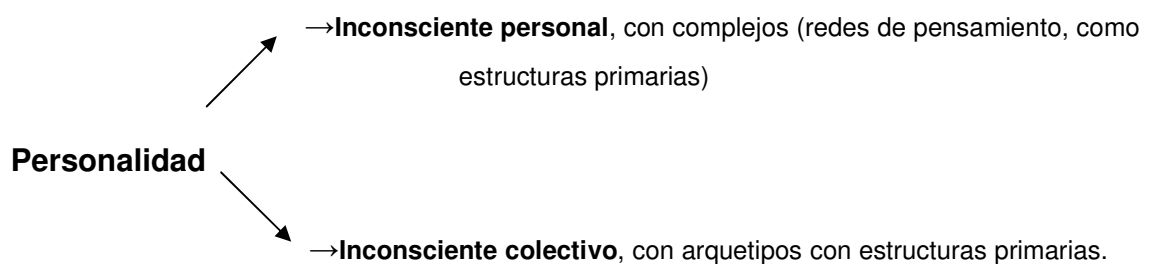 →Inconsciente personal, con complejos (redes de pensamiento, como
estructuras primarias)
Personalidad
→Inconsciente colectivo, con arquetipos con estructuras primarias.